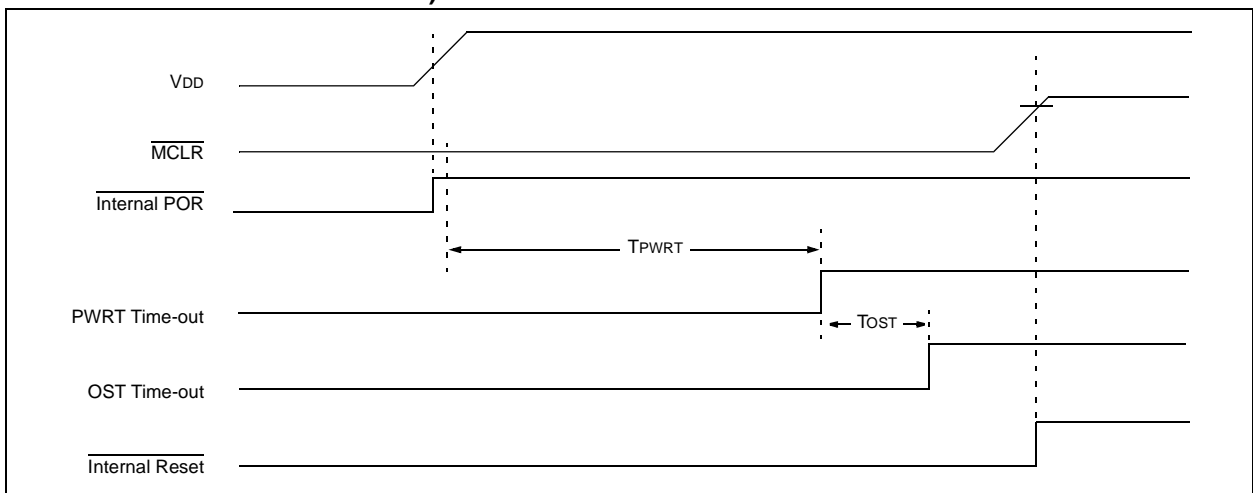 VDD
MCLR
Internal POR
TPWRT
PWRT Time-out
TOST
OST Time-out
Internal Reset